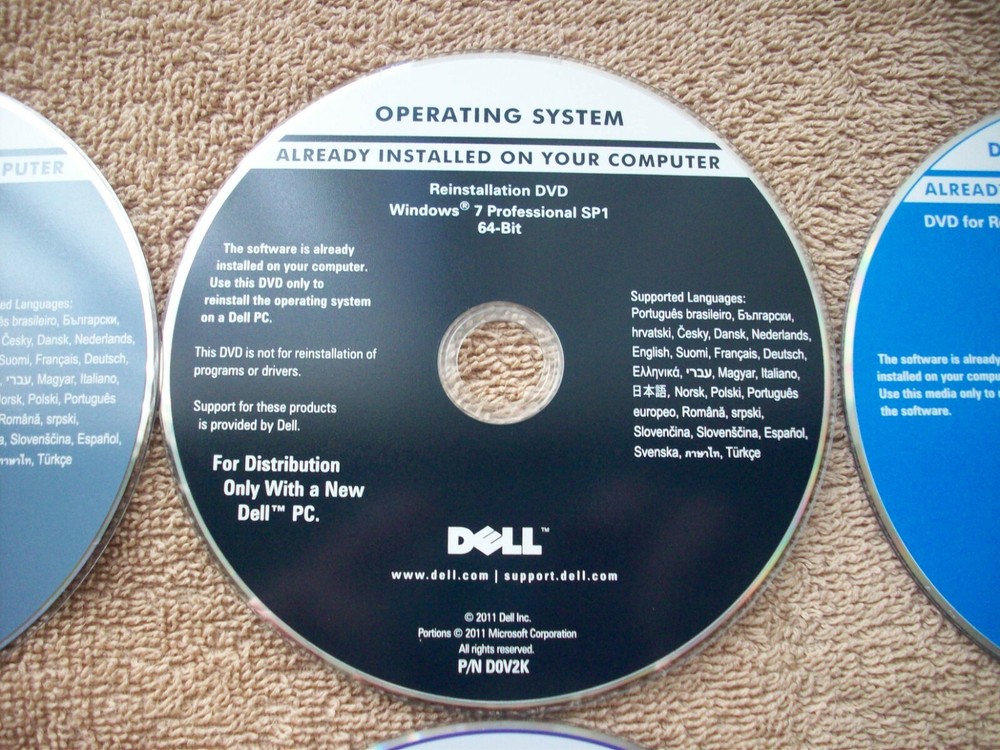 OPERATING SYSTEM
ALREADY INSTALLED ON YOUR COMPUTER
Reinstallation DVD
Windows® 7 Professional SP1
64-Bit
The software is already
installed on your computer.
Use this DVD only to
reinstall the operating system
on a Dell PC.
This DVD is not for reinstallation of
programs or drivers.
Support for these products
is provided by Dell.
For Distribution
Only With a New
Dell™ PC.
Supported Languages:
Português brasileiro, Български,
hrvatski, Česky, Dansk, Nederlands,
English, Suomi, Français, Deutsch,
Ελληνικά, עברי, Magyar, Italiano,
日本語, Norsk, Polski, Português
europeo, Română, srpski,
Slovenčina, Slovenščina, Español,
Svenska, ภาษาไทย, Türkçe
DELL™
www.dell.com | support.dell.com
© 2011 Dell Inc.
Portions © 2011 Microsoft Corporation
All rights reserved.
P/N D0V2K
PUTER
ed Languages:
ês brasileiro, Български,
Česky, Dansk, Nederlands,
Suomi, Français, Deutsch,
, עברי, Magyar, Italiano,
orsk, Polski, Português
Română, srpski,
a, Slovenščina, Español,
ภาษาไทย, Türkçe
D
ALREAD
DVD for R
The software is already
installed on your compu
Use this media only to
the software.